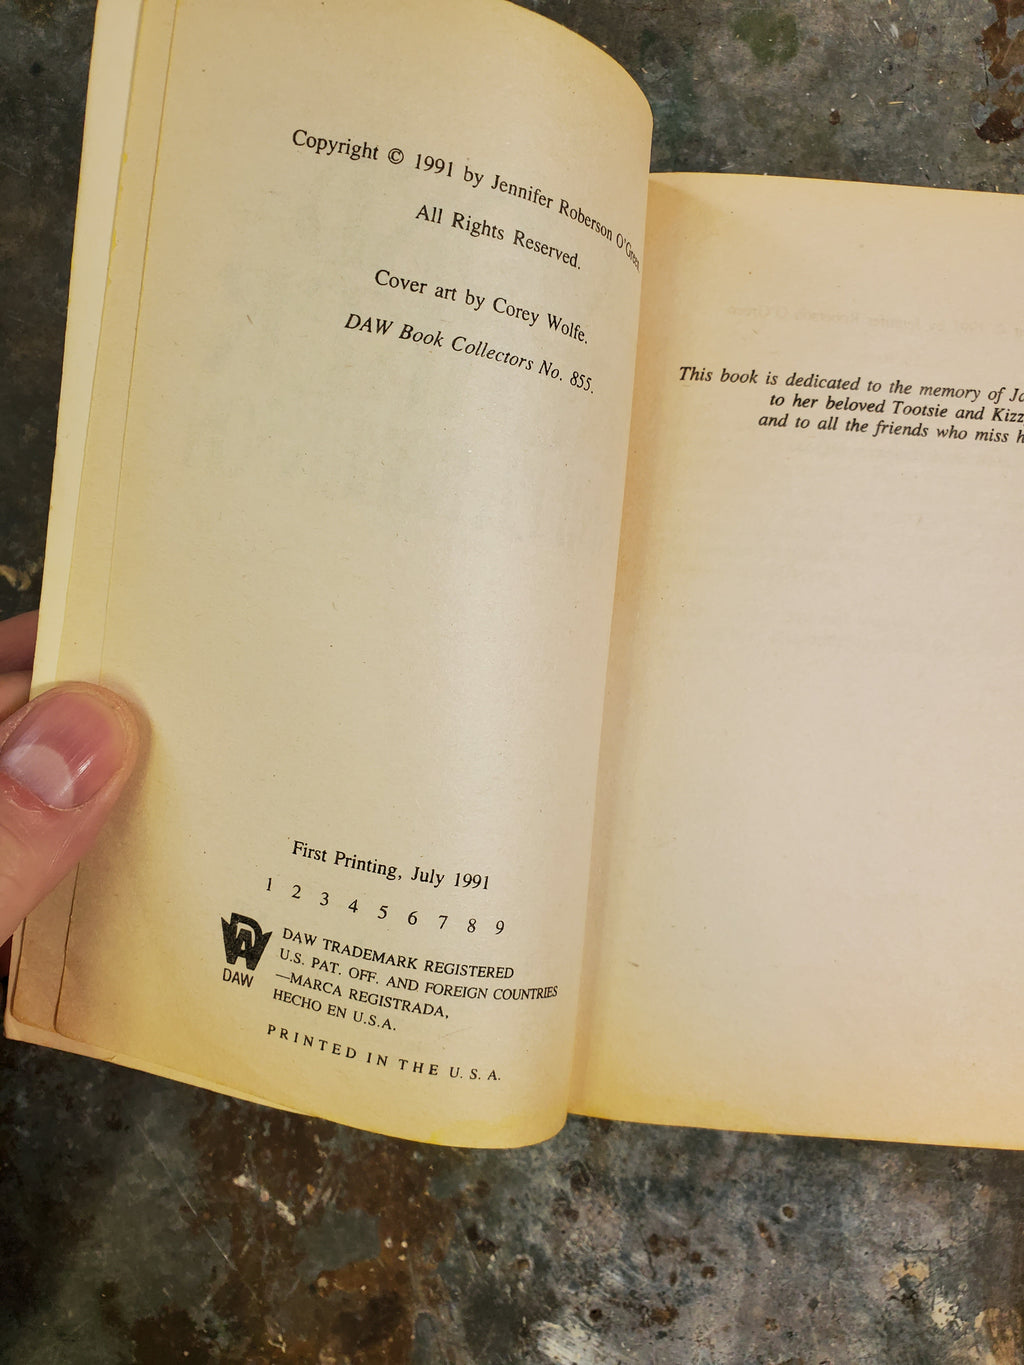 Copyright © 1991 by Jennifer Roberson O'Green
All Rights Reserved.
Cover art by Corey Wolfe.
DAW Book Collectors No. 855.
First Printing, July 1991
1 2 3 4 5 6 7 8 9
DAW
DAW TRADEMARK REGISTERED
U.S. PAT. OFF. AND FOREIGN COUNTRIES
—MARCA REGISTRADA,
HECHO EN U.S.A.
PRINTED IN THE U.S.A.
This book is dedicated to the memory of
to her beloved Tootsie and
and to all the friends who miss